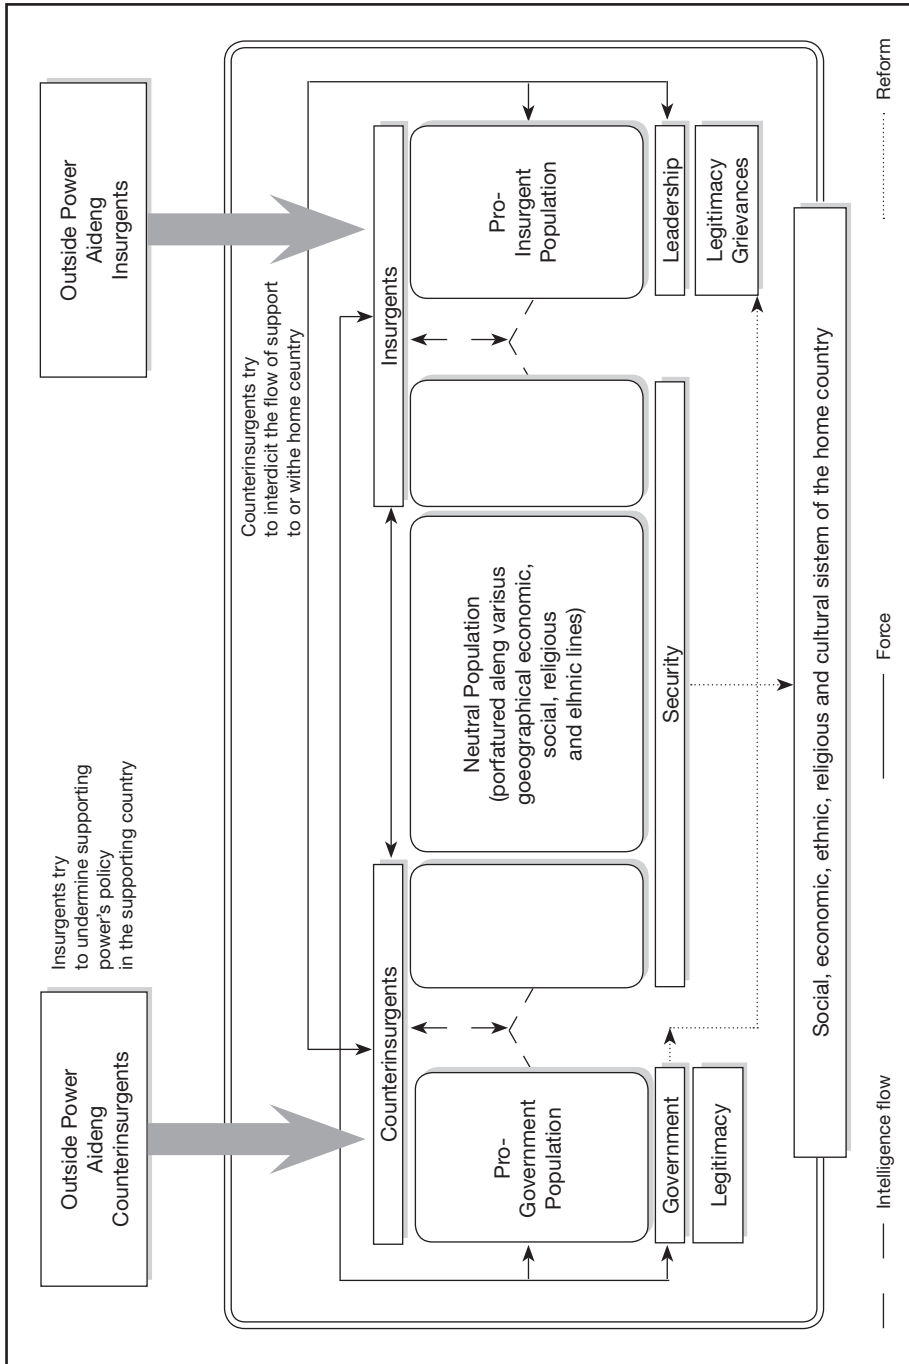 Outside Power
Aideng
Counterinsurgents
Insurgents try
to undermine supporting
power's policy
in the supporting country
Outside Power
Aideng
Insurgents
Counterinsurgents try
to interdicit the flow of support
to or withe home ceuntry
Counterinsurgents
Insurgents
Pro-
Government
Population
Neutral Population
(porfatured aleng varisus
goeographical economic,
social, religious
and elhnic lines)
Pro-
Insurgent
Population
Government
Legitimacy
Security
Leadership
Legitimacy
Grievances
Social, economic, ethnic, religious and cultural sistem of the home country
Intelligence flow
Force
Reform